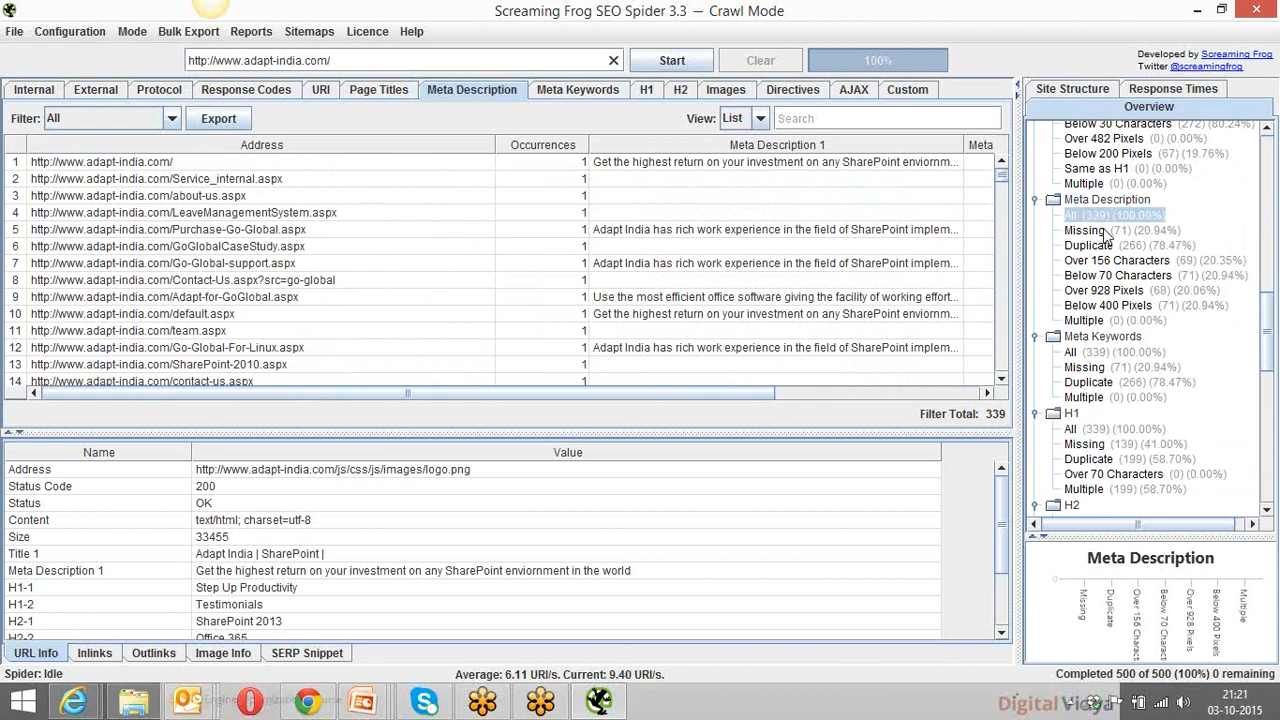 Screaming Frog SEO Spider 3.3 – Crawl Mode
File Configuration Mode Bulk Export Reports Sitemaps Licence Help
http://www.adapt-india.com/ Start Clear 100%
Developed by Screaming Frog
Twitter @screamingfrog
Internal External Protocol Response Codes URI Page Titles Meta Description Meta Keywords H1 H2 Images Directives AJAX Custom
Filter: All Export View: List Search
Address Occurrences Meta Description 1 Meta
1 http://www.adapt-india.com/ 1 Get the highest return on your investment on any SharePoint enviornm...
2 http://www.adapt-india.com/Service_internal.aspx 1
3 http://www.adapt-india.com/about-us.aspx 1
4 http://www.adapt-india.com/LeaveManagementSystem.aspx 1
5 http://www.adapt-india.com/Purchase-Go-Global.aspx 1 Adapt India has rich work experience in the field of SharePoint implem...
6 http://www.adapt-india.com/GoGlobalCaseStudy.aspx 1
7 http://www.adapt-india.com/Go-Global-support.aspx 1 Adapt India has rich work experience in the field of SharePoint implem...
8 http://www.adapt-india.com/Contact-Us.aspx?src=go-global 1
9 http://www.adapt-india.com/Adapt-for-GoGlobal.aspx 1 Use the most efficient office software giving the facility of working effort...
10 http://www.adapt-india.com/default.aspx 1 Get the highest return on your investment on any SharePoint enviornm...
11 http://www.adapt-india.com/team.aspx 1
12 http://www.adapt-india.com/Go-Global-For-Linux.aspx 1 Adapt India has rich work experience in the field of SharePoint implem...
13 http://www.adapt-india.com/SharePoint-2010.aspx 1
14 http://www.adapt-india.com/contact-us.aspx 1
Filter Total: 339
Name Value
Address http://www.adapt-india.com/js/css/js/images/logo.png
Status Code 200
Status OK
Content text/html; charset=utf-8
Size 33455
Title 1 Adapt India | SharePoint |
Meta Description 1 Get the highest return on your investment on any SharePoint enviornment in the world
H1-1 Step Up Productivity
H1-2 Testimonials
H2-1 SharePoint 2013
H2-2 Office 365
URL Info Inlinks Outlinks Image Info SERP Snippet
Site Structure Response Times
Overview
Below 30 Characters (272) (80.24%)
Over 482 Pixels (0) (0.00%)
Below 200 Pixels (67) (19.76%)
Same as H1 (0) (0.00%)
Multiple (0) (0.00%)
Meta Description
All (339) (100.00%)
Missing (71) (20.94%)
Duplicate (266) (78.47%)
Over 156 Characters (69) (20.35%)
Below 70 Characters (71) (20.94%)
Over 928 Pixels (68) (20.06%)
Below 400 Pixels (71) (20.94%)
Multiple (0) (0.00%)
Meta Keywords
All (339) (100.00%)
Missing (71) (20.94%)
Duplicate (266) (78.47%)
Multiple (0) (0.00%)
H1
All (339) (100.00%)
Missing (139) (41.00%)
Duplicate (199) (58.70%)
Over 70 Characters (0) (0.00%)
Multiple (199) (58.70%)
H2
Meta Description
0
Missing
Duplicate
Over 156 Charact
Below 70 Charact
Over 928 Pixels
Below 400 Pixels
Multiple
Spider: Idle Average: 6.11 URI/s. Current: 9.40 URI/s. Completed 500 of 500 (100%) 0 remaining
Digital Vidya
21:21
03-10-2015